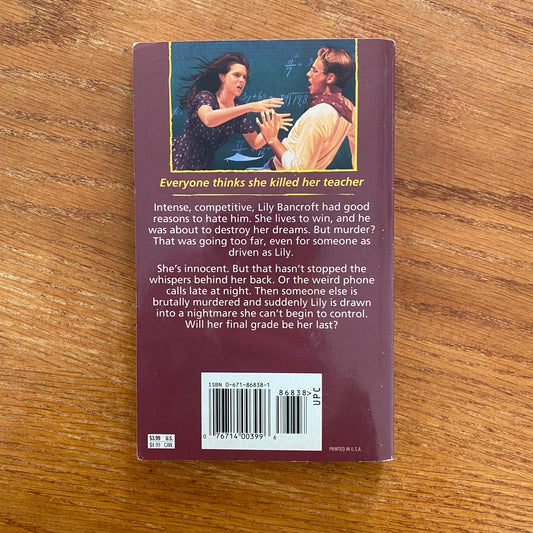 Everyone thinks she killed her teacher
Intense, competitive, Lily Bancroft had good
reasons to hate him. She lives to win, and he
was about to destroy her dreams. But murder?
That was going too far, even for someone as
driven as Lily.
She's innocent. But that hasn't stopped the
whispers behind her back. Or the weird phone
calls late at night. Then someone else is
brutally murdered and suddenly Lily is drawn
into a nightmare she can't begin to control.
Will her final grade be her last?
ISBN 0-671-86838-1
86838>
UPC
0 76714 00399 6
$3.99 U.S.
$4.99 CAN
PRINTED IN U.S.A.